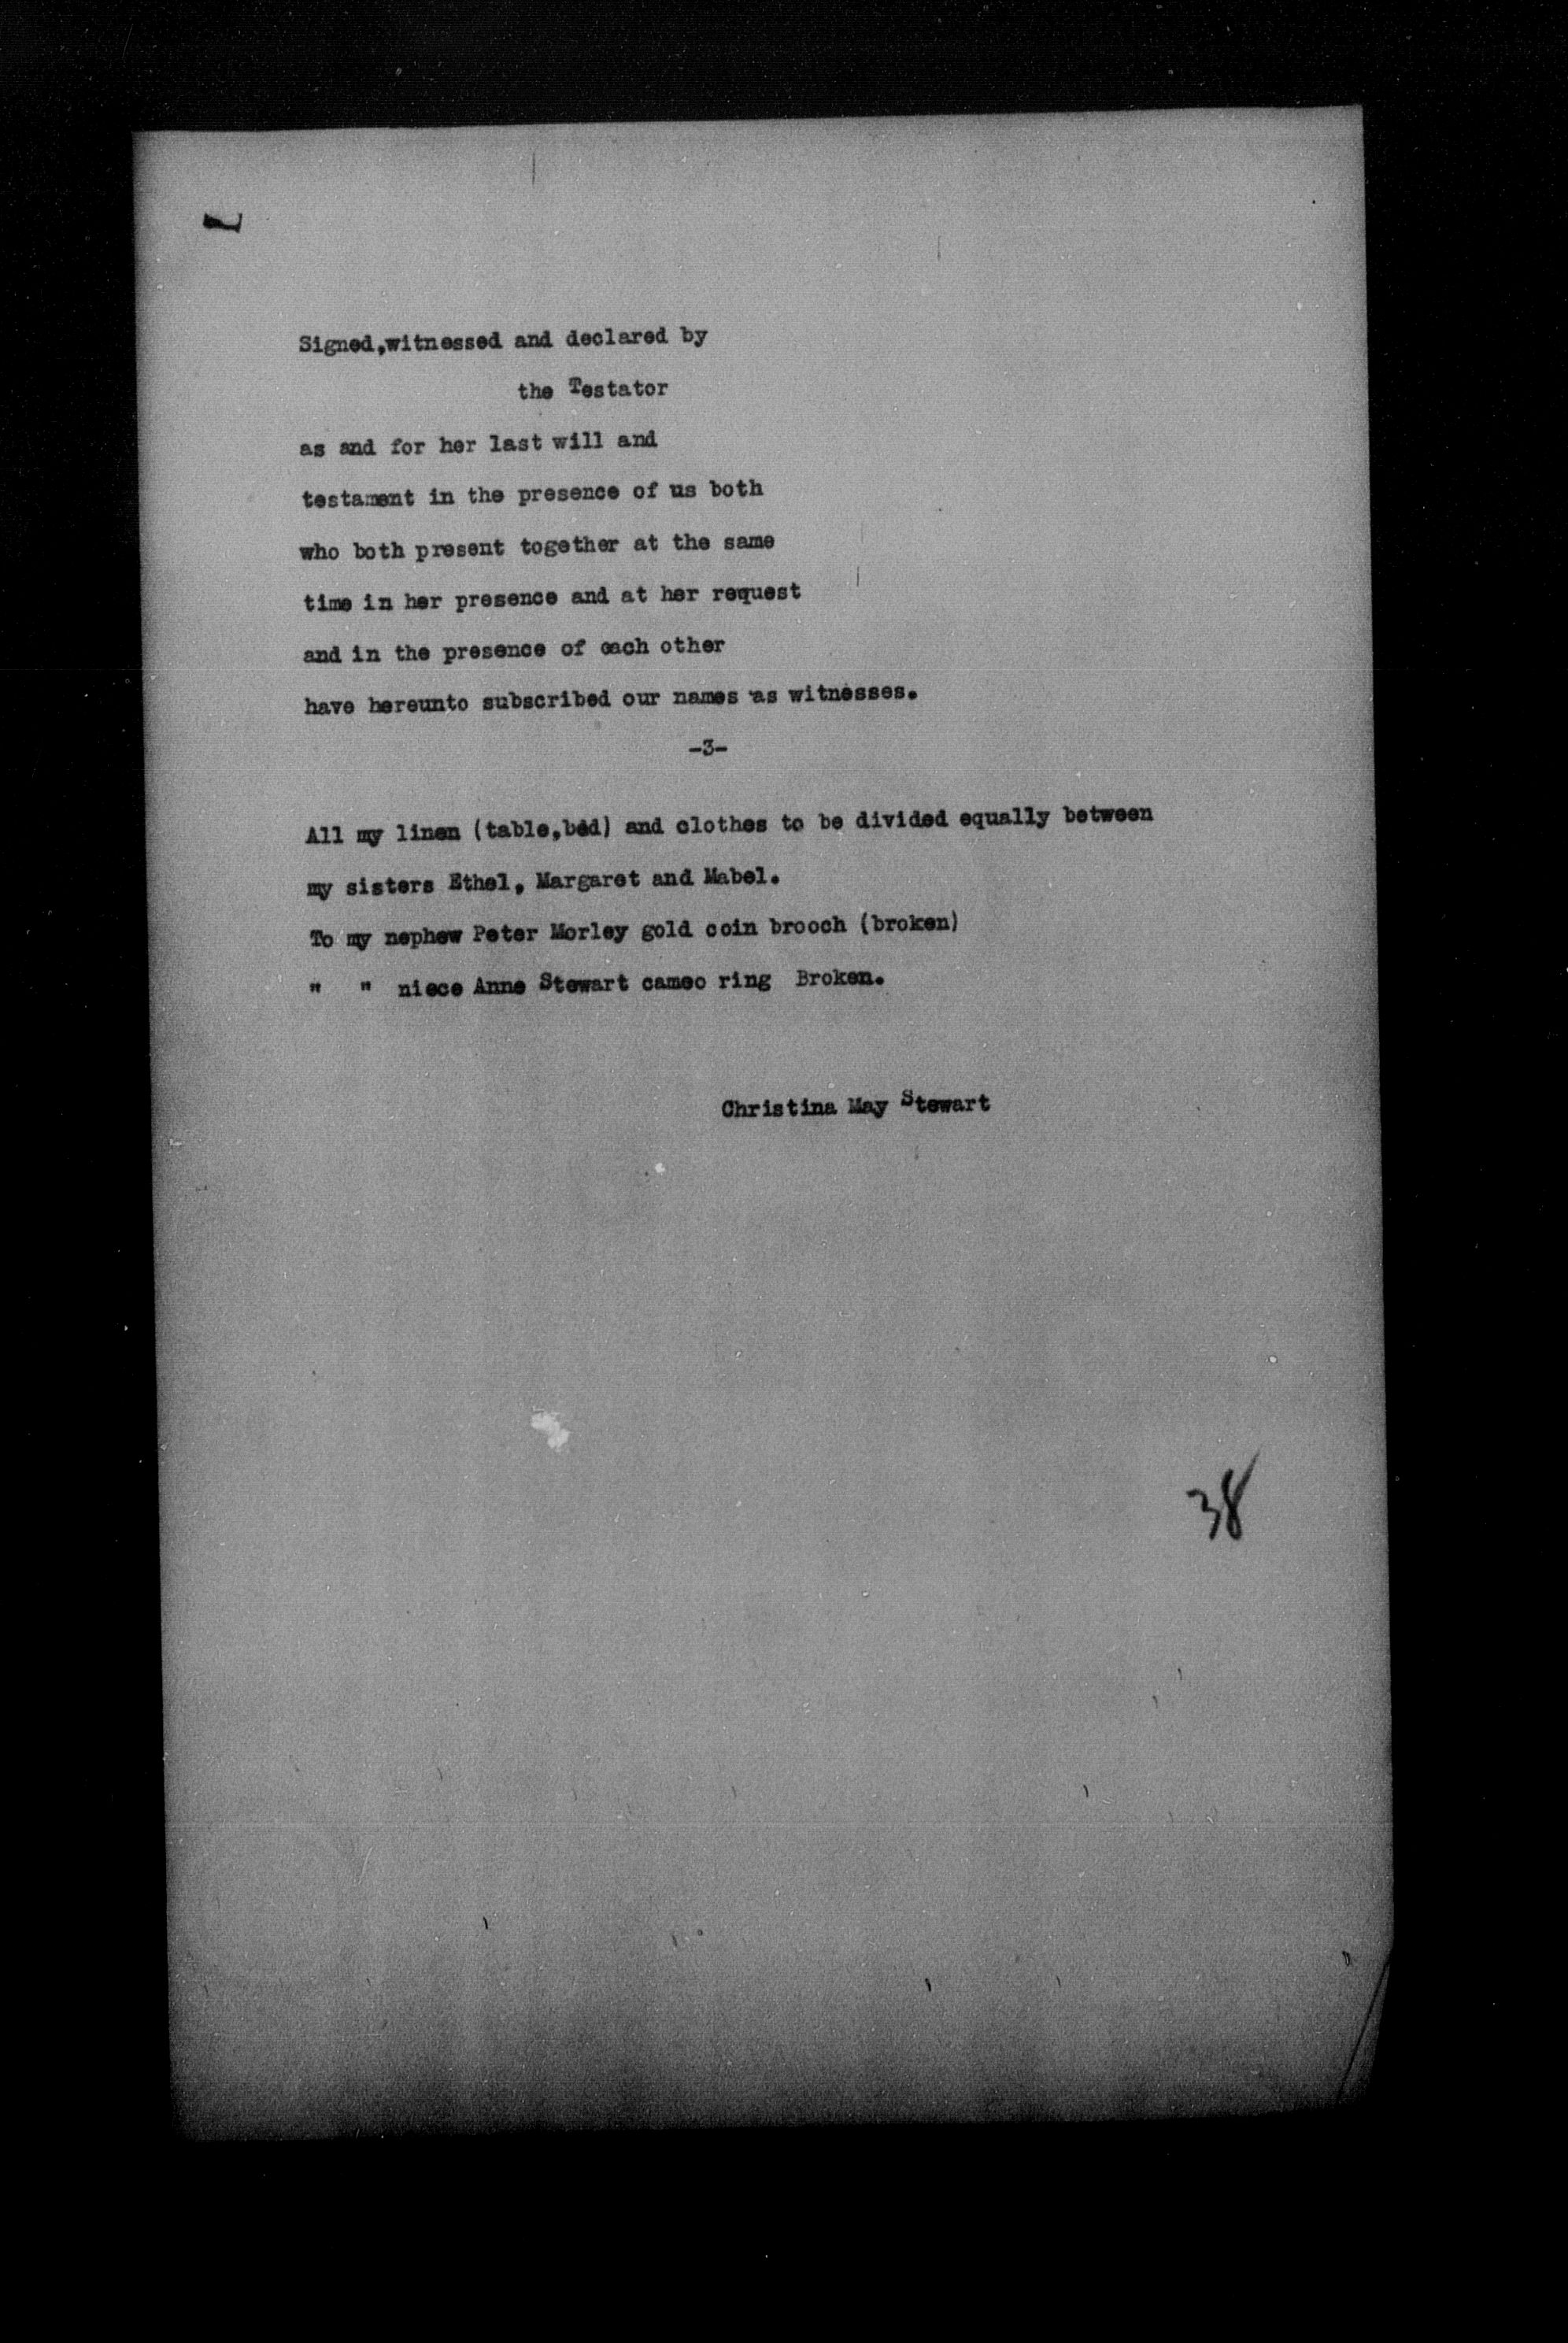 Signed,witnessed and declared by
the Testator
as and for her last will and
testament in the presence of us both
who both present together at the same
time in her presence and at her request
and in the presence of each other
have hereunto subscribed our names as witnesses.
-3-
All my linen (table,bed) and clothes to be divided equally between
my sisters Ethel, Margaret and Mabel.
To my nephew Peter Morley gold coin brooch (broken)
" " niece Anne Stewart cameo ring Broken.
Christina May Stewart
38